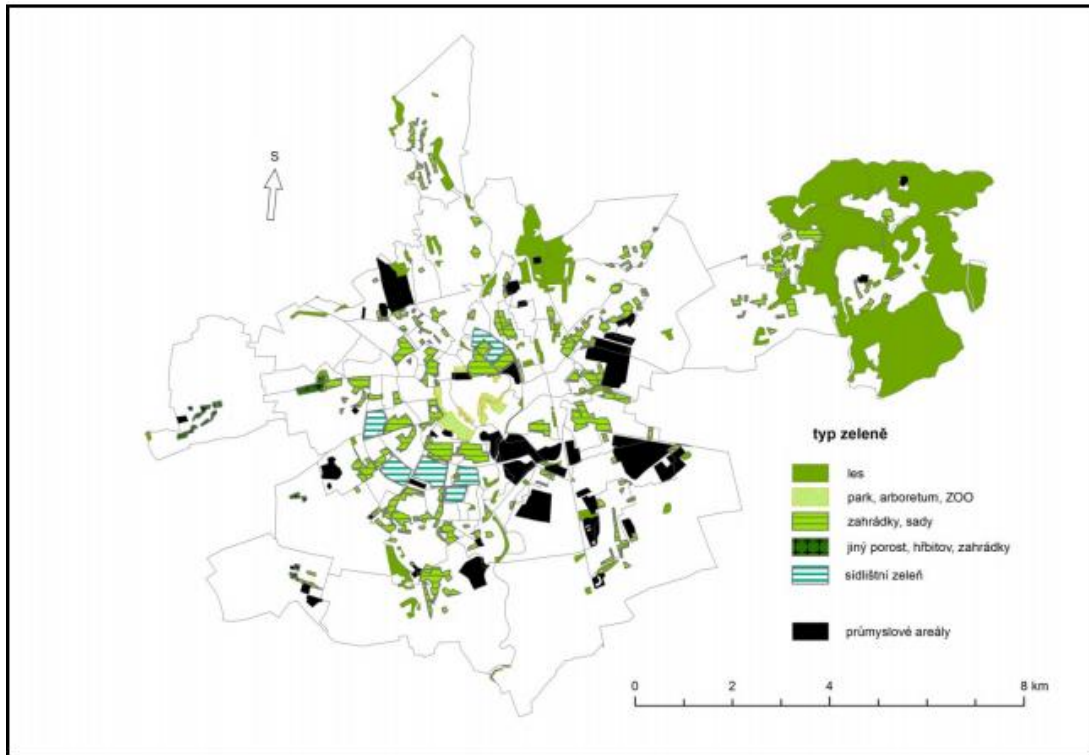 S
typ zeleně
les
park, arboretum, ZOO
zahrádky, sady
jiný porost, hřbitov, zahrádky
sídlištní zeleň
průmyslové areály
0 2 4 6 8 km